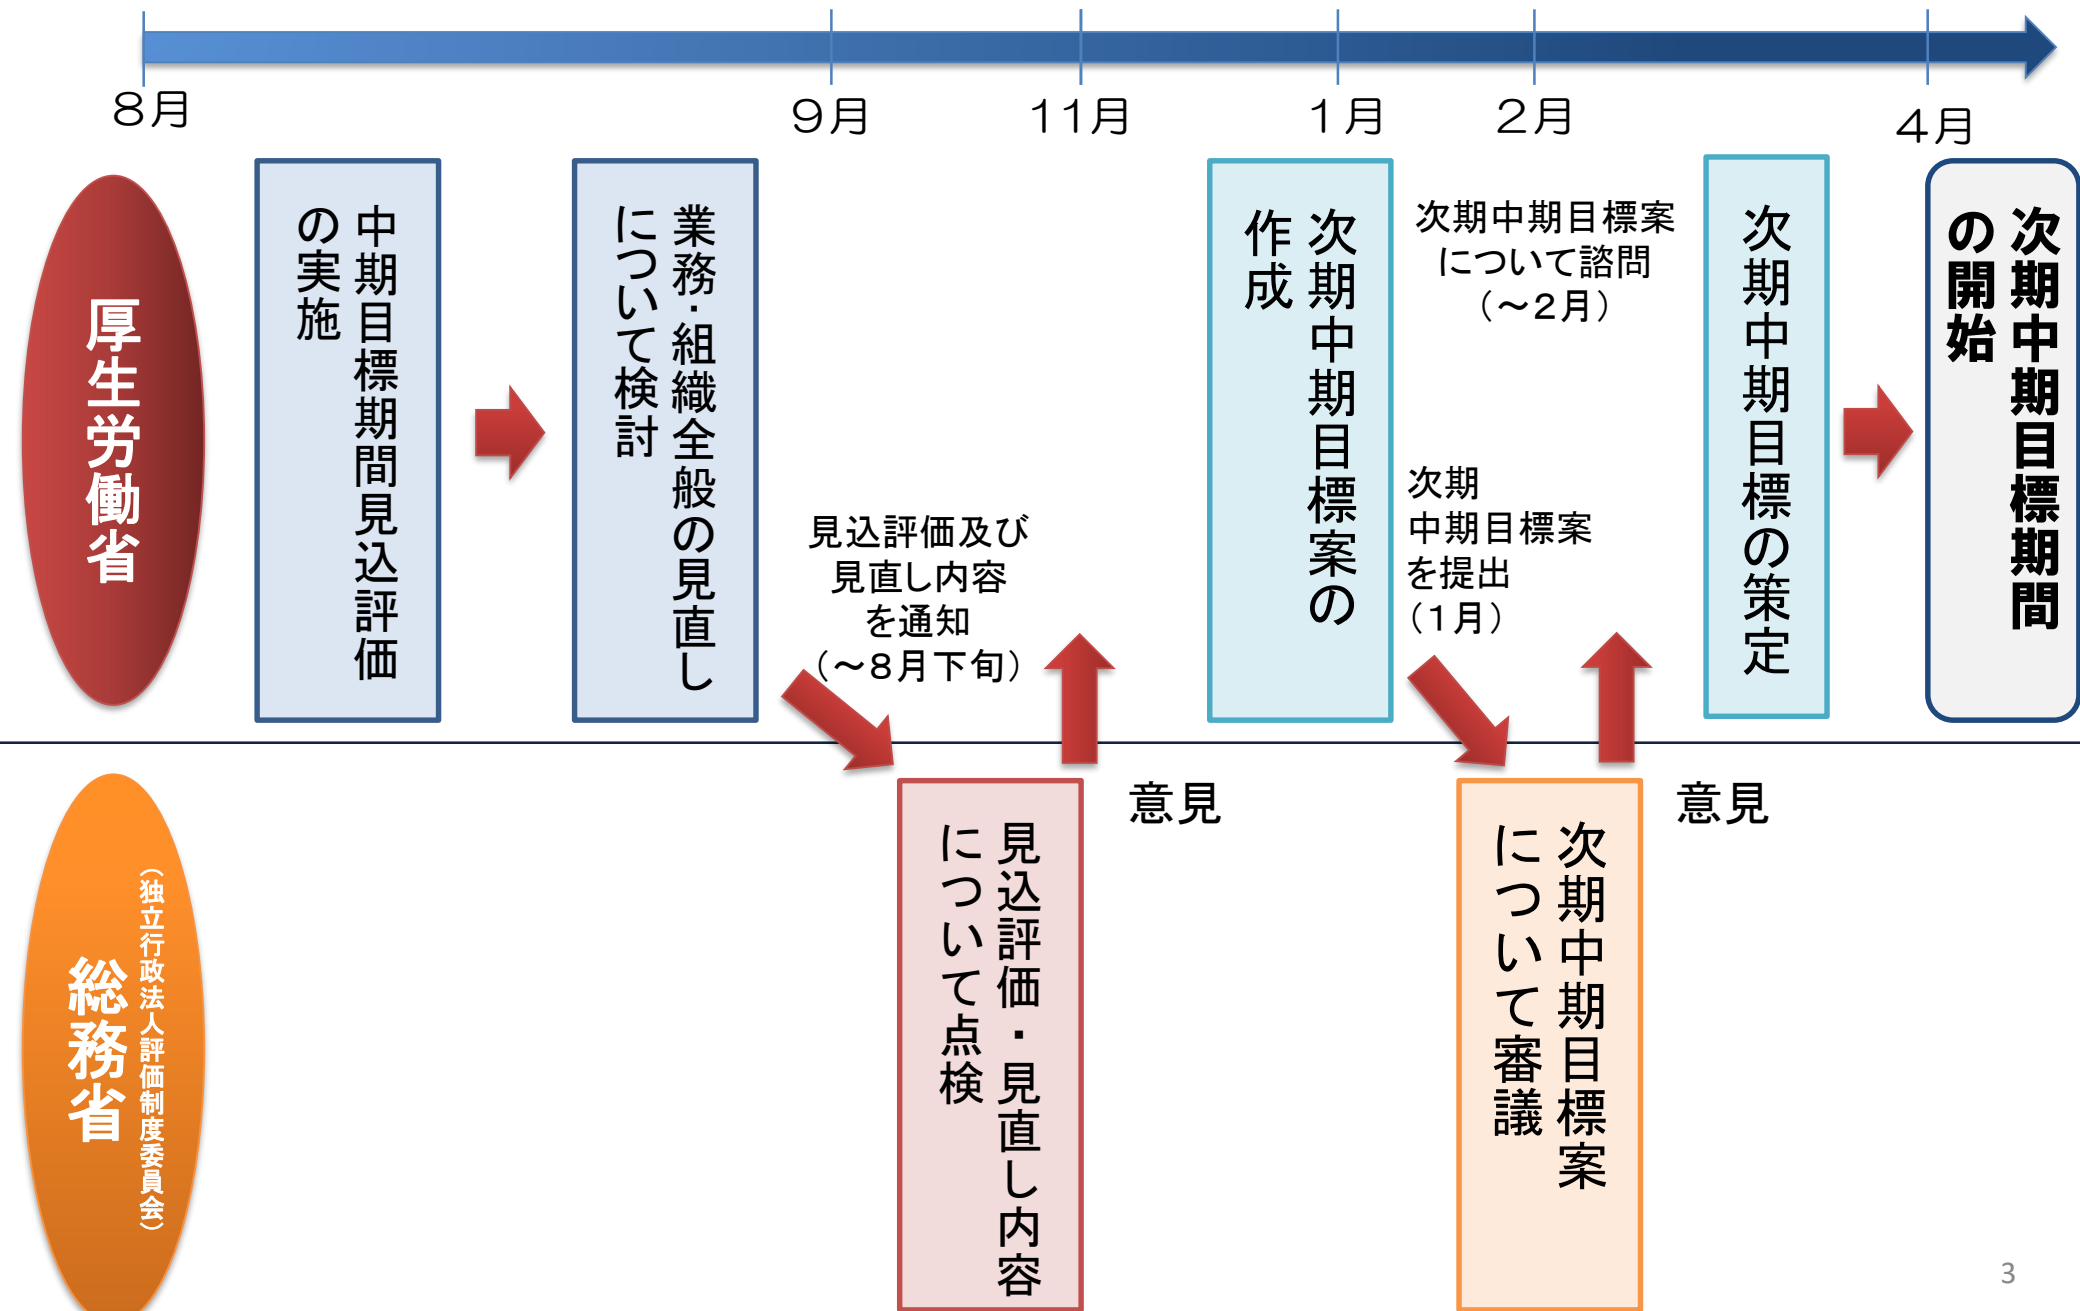 8月
9月
11月
1月
2月
4月
厚生労働省
中期目標期間見込評価
の実施
業務・組織全般の見直し
について検討
見込評価及び
見直し内容
を通知
（～8月下旬）
次期中期目標案の
作成
次期中期目標案
について諮問
（～2月）
次期
中期目標案
を提出
（1月）
次期中期目標の策定
次期中期目標期間
の開始
（独立行政法人評価制度委員会）
総務省
見込評価・見直し内容
について点検
意見
次期中期目標案
について審議
意見
3